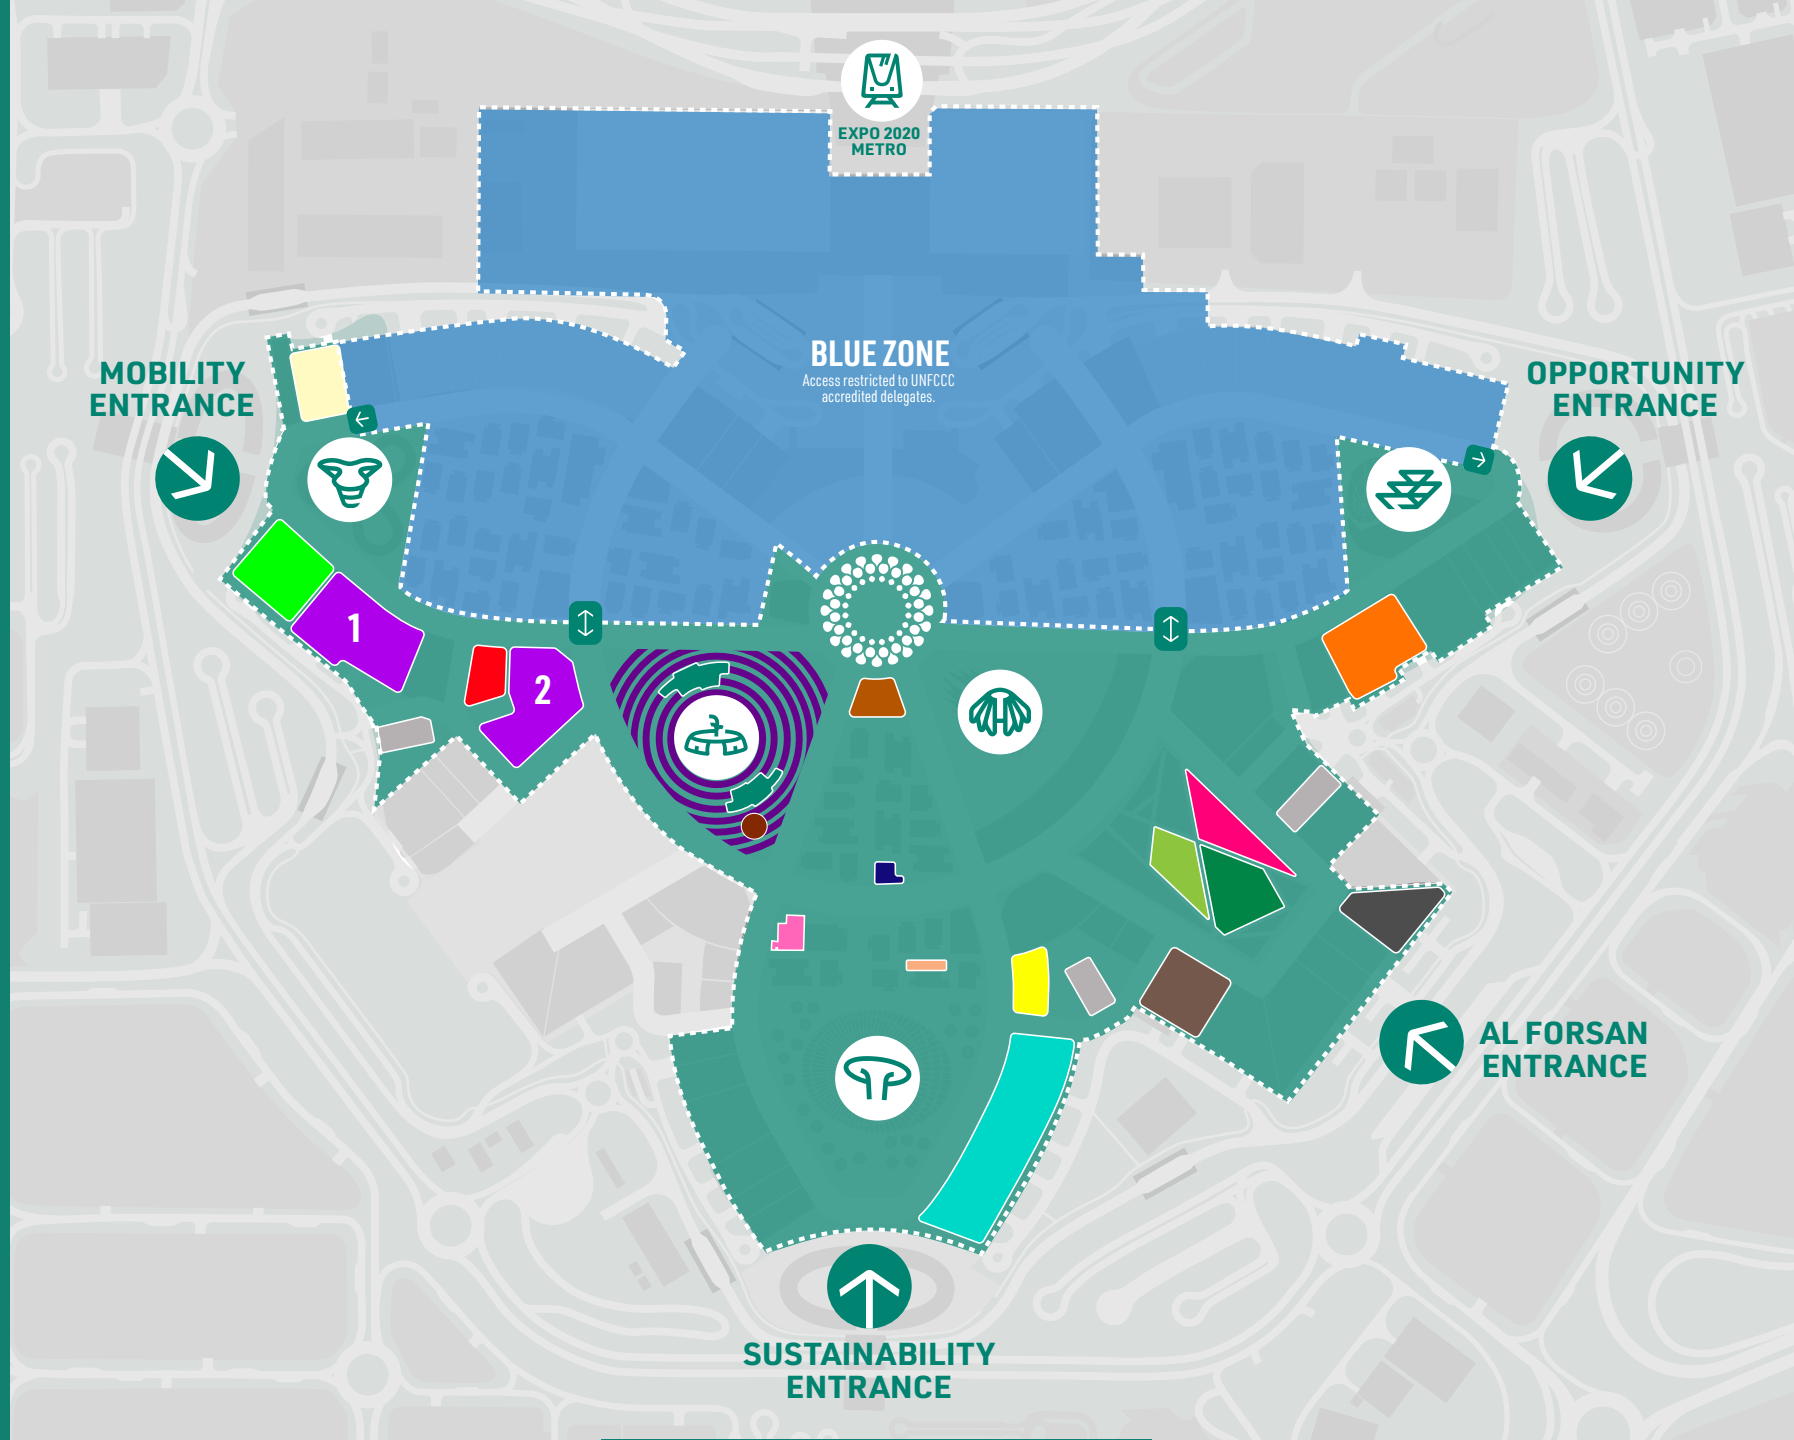 EXPO 2020
METRO
BLUE ZONE
Access restricted to UNFCCC
accredited delegates.
MOBILITY
ENTRANCE
OPPORTUNITY
ENTRANCE
1
2
AL FORSAN
ENTRANCE
SUSTAINABILITY
ENTRANCE